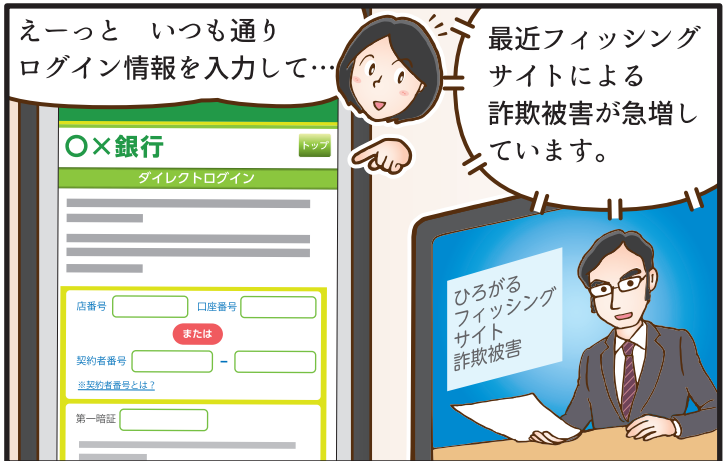 えーっと　いつも通り
ログイン情報を入力して…
最近フィッシング
サイトによる
詐欺被害が急増し
ています。
〇×銀行
トップ
ダイレクトログイン
店番号
口座番号
または
契約者番号
－
※契約者番号とは？
第一暗証
ひろがる
フィッシング
サイト
詐欺被害